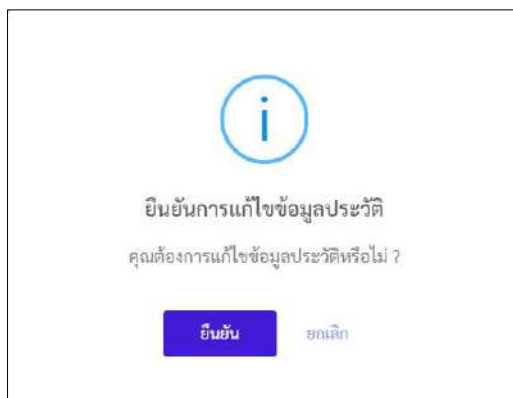 ยืนยันการแก้ไขข้อมูลประวัติ
คุณต้องการแก้ไขข้อมูลประวัติหรือไม่ ?
ยืนยัน
ยกเลิก